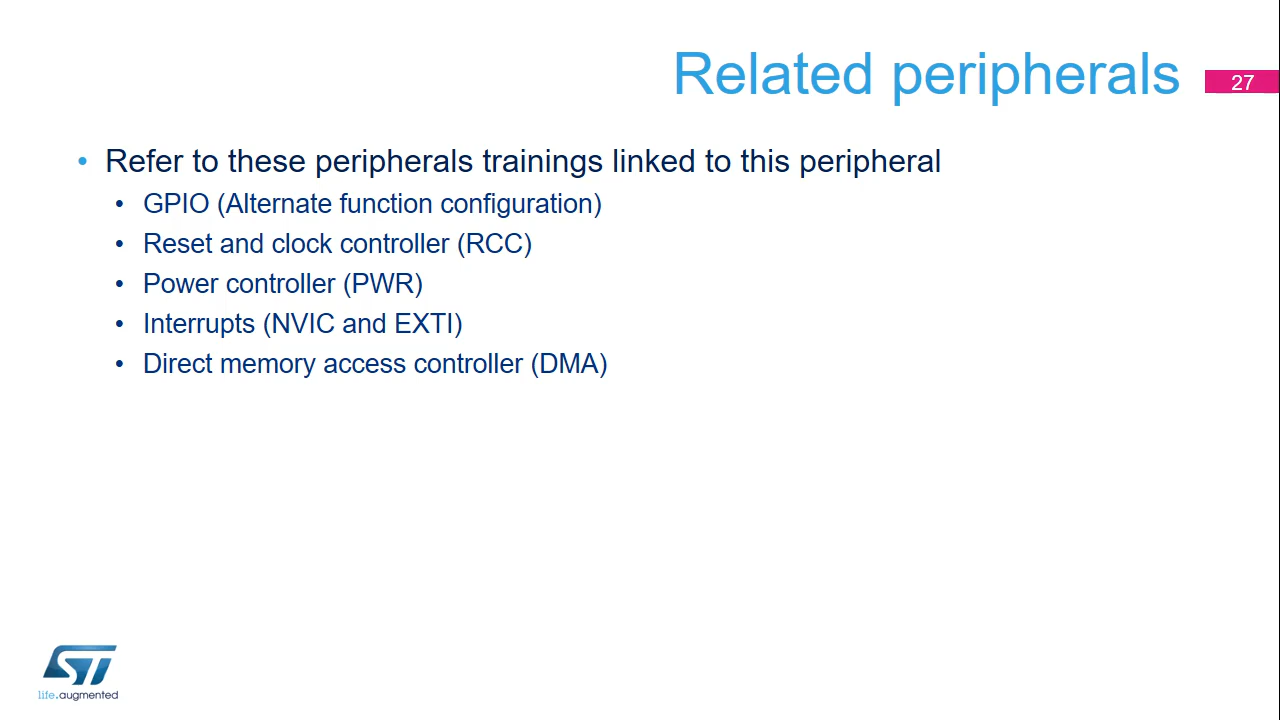 Related peripherals
27
• Refer to these peripherals trainings linked to this peripheral
• GPIO (Alternate function configuration)
• Reset and clock controller (RCC)
• Power controller (PWR)
• Interrupts (NVIC and EXTI)
• Direct memory access controller (DMA)
ST
life.augmented